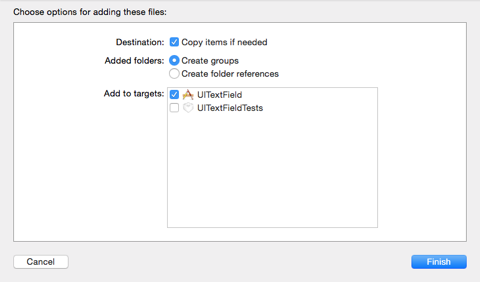 Choose options for adding these files:
Destination: Copy items if needed
Added folders: Create groups
Create folder references
Add to targets: UITextField
UITextFieldTests
Cancel Finish